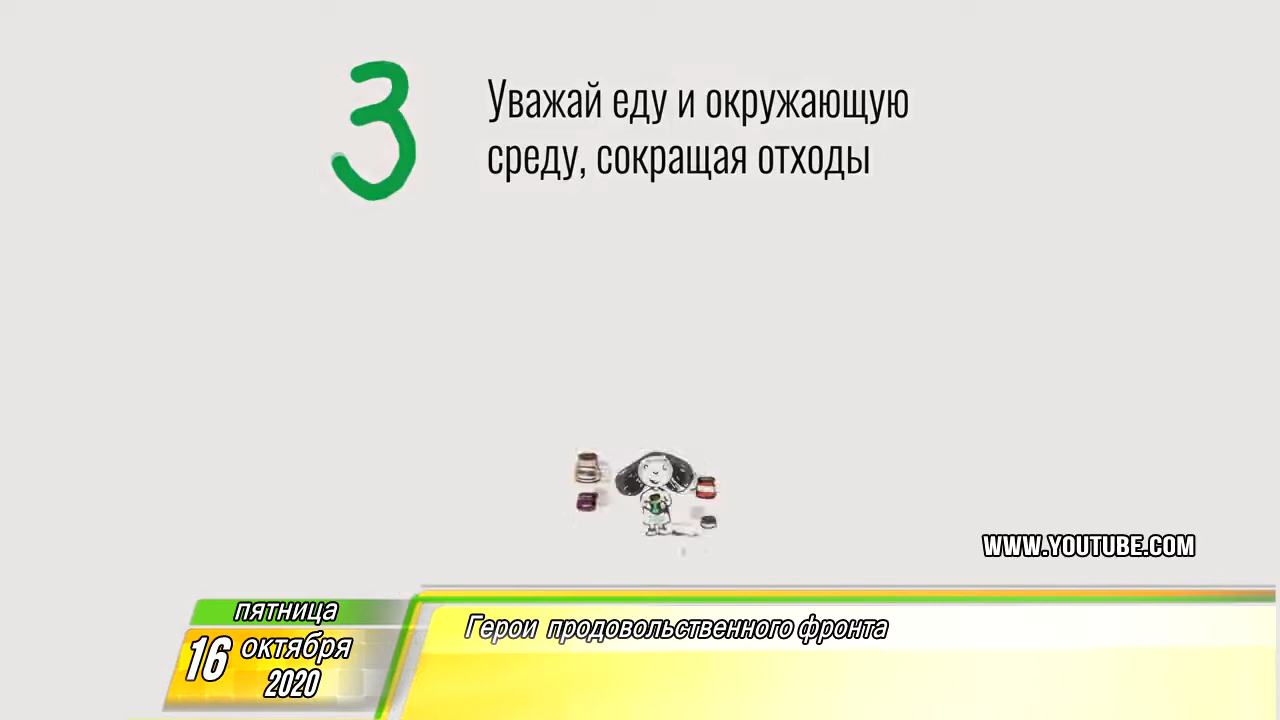 3
Уважай еду и окружающую
среду, сокращая отходы
WWW.YOUTUBE.COM
пятница
16 октября
2020
Герои продовольственного фронта